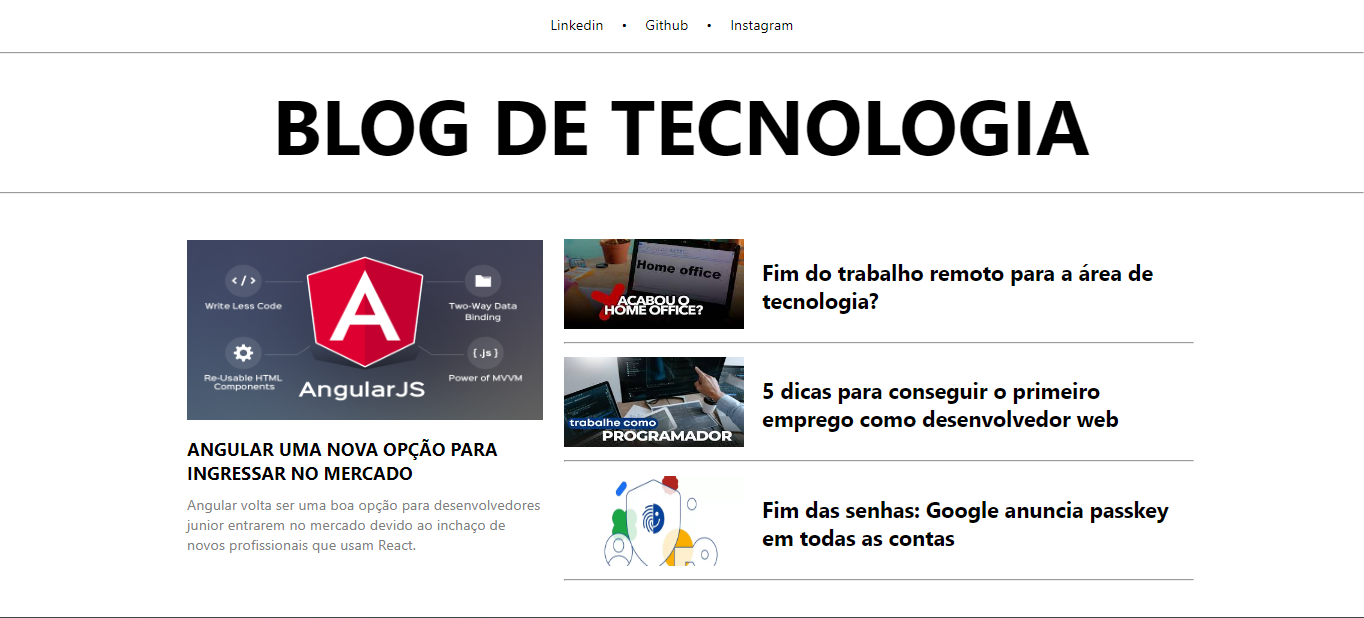 Linkedin • Github • Instagram
BLOG DE TECNOLOGIA
</> 
Write Less Code
Two-Way Data
Binding
Re-Usable HTML
Components
{.js}
Power of MVVM
A
AngularJS
ANGULAR UMA NOVA OPÇÃO PARA
INGRESSAR NO MERCADO
Angular volta ser uma boa opção para desenvolvedores
junior entrarem no mercado devido ao inchaço de
novos profissionais que usam React.
Home office
ACABOU O
HOME OFFICE?
Fim do trabalho remoto para a área de
tecnologia?
trabalhe como
PROGRAMADOR
5 dicas para conseguir o primeiro
emprego como desenvolvedor web
Fim das senhas: Google anuncia passkey
em todas as contas